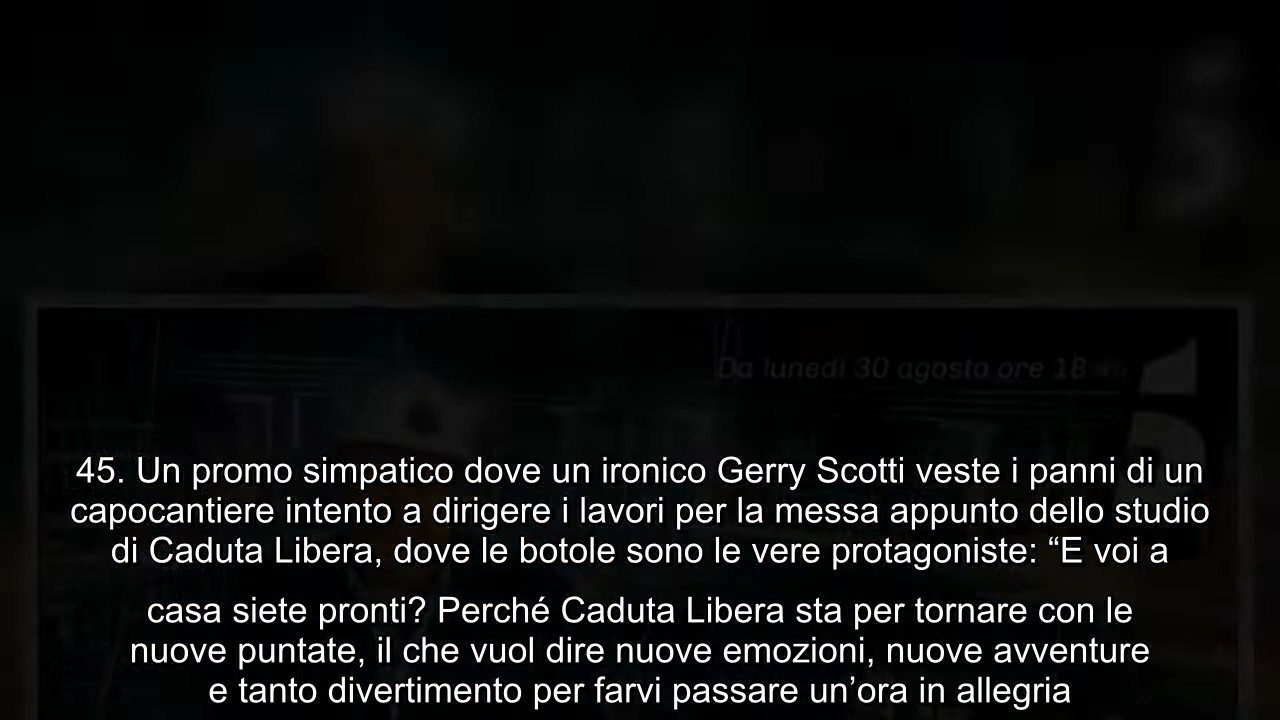 Da lunedì 30 agosto ore 18
45. Un promo simpatico dove un ironico Gerry Scotti veste i panni di un
capocantiere intento a dirigere i lavori per la messa appunto dello studio
di Caduta Libera, dove le botole sono le vere protagoniste: “E voi a
casa siete pronti? Perché Caduta Libera sta per tornare con le
nuove puntate, il che vuol dire nuove emozioni, nuove avventure
e tanto divertimento per farvi passare un’ora in allegria